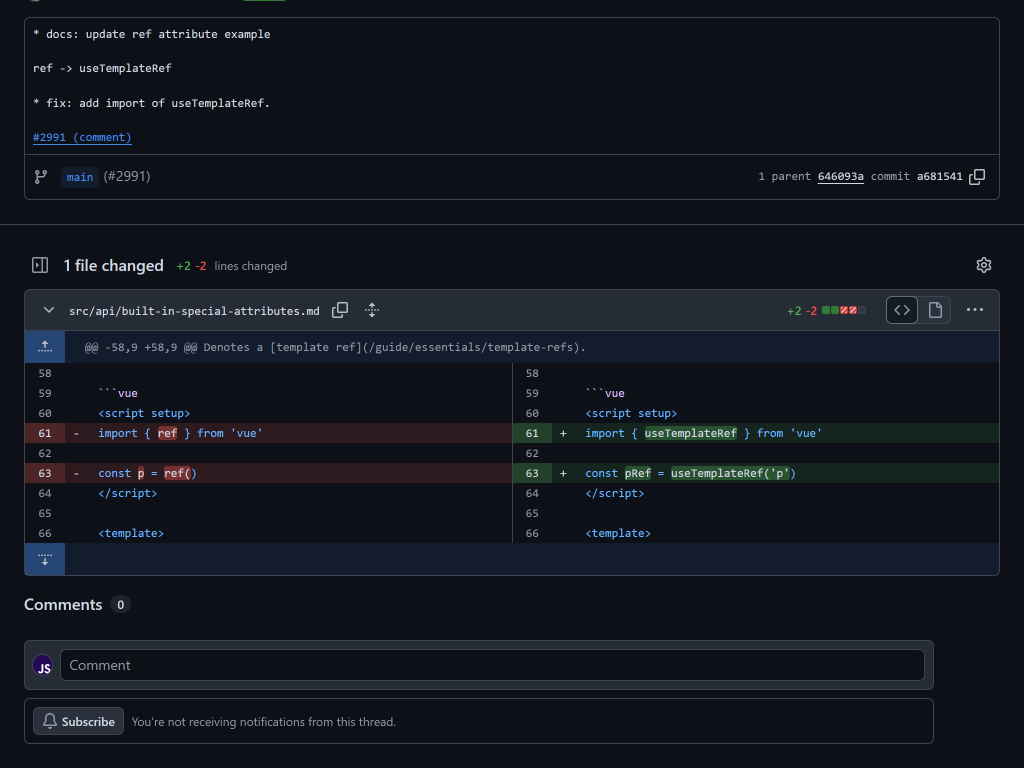 * docs: update ref attribute example
ref -> useTemplateRef
* fix: add import of useTemplateRef.
#2991 (comment)
main (#2991) 1 parent 646093a commit a681541
1 file changed +2 -2 lines changed
src/api/built-in-special-attributes.md +2 -2
@@ -58,9 +58,9 @@ Denotes a [template ref](/guide/essentials/template-refs).
58 58
59 ```vue 59 ```vue
60 <script setup> 60 <script setup>
61 - import { ref } from 'vue' 61 + import { useTemplateRef } from 'vue'
62 62
63 - const p = ref() 63 + const pRef = useTemplateRef('p')
64 </script> 64 </script>
65 65
66 <template> 66 <template>
Comments 0
JS Comment
Subscribe You're not receiving notifications from this thread.